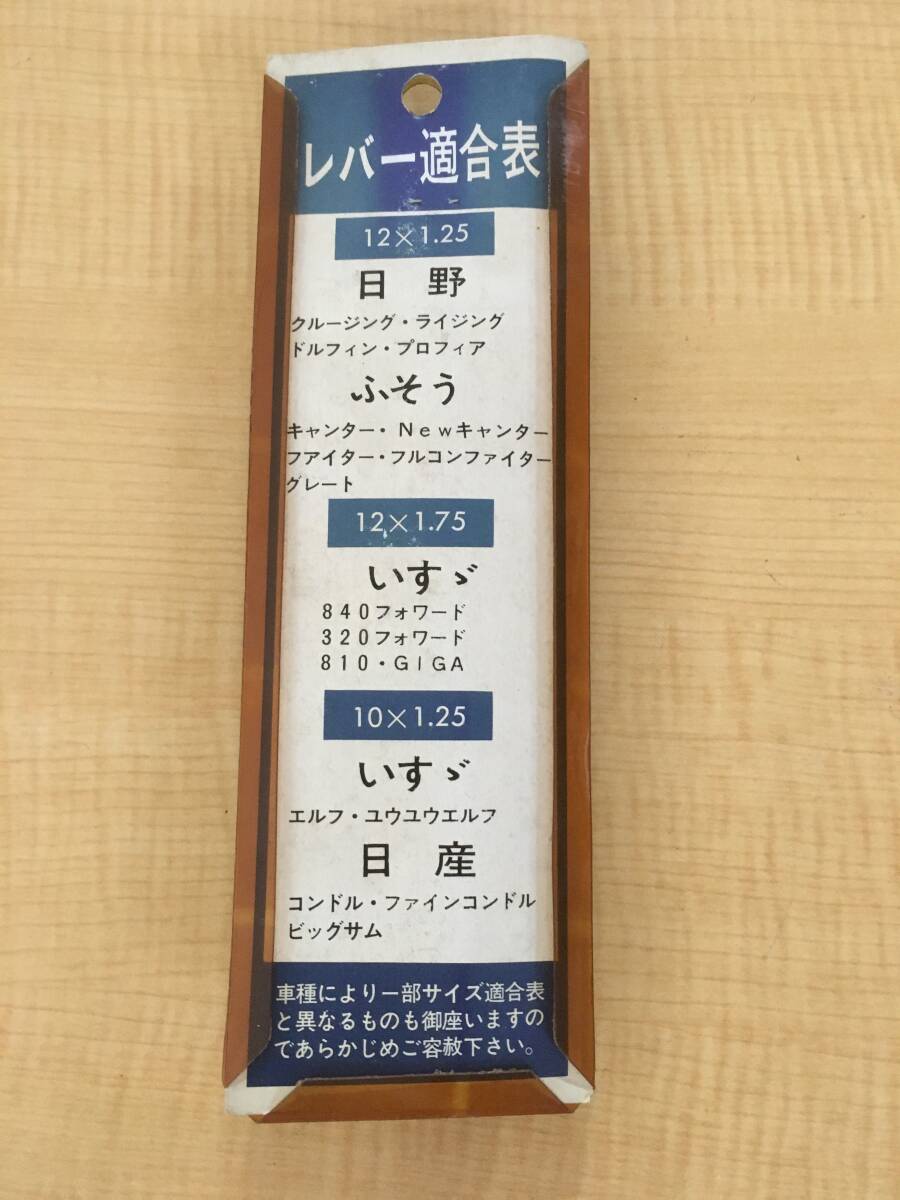 レバー適合表
12×1.25
日野
クルージング・ライジング
ドルフィン・プロフィア
ふそう
キャンター・Newキャンター
フアイター・フルコンファイター
グレート
12×1.75
いすゞ
840フォワード
320フォワード
810・GIGA
10×1.25
いすゞ
エルフ・ユウユウエルフ
日産
コンドル・ファインコンドル
ビッグサム
車種により一部サイズ適合表
と異なるものも御座いますの
であらかじめご容赦下さい。